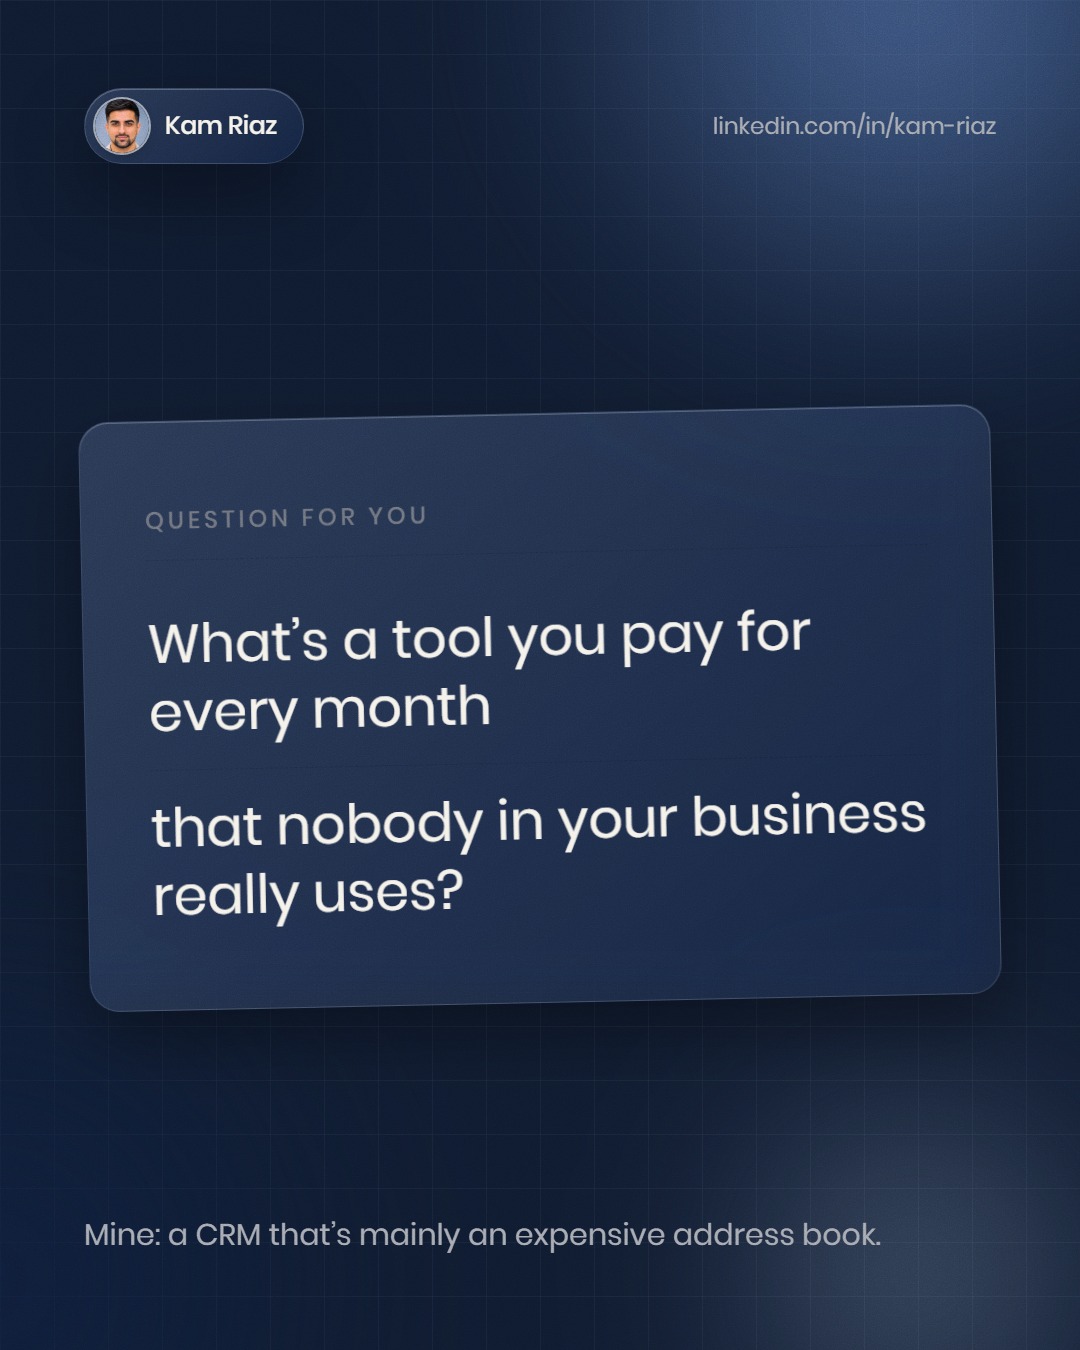 Kam Riaz
linkedin.com/in/kam-riaz
QUESTION FOR YOU
What’s a tool you pay for
every month
that nobody in your business
really uses?
Mine: a CRM that’s mainly an expensive address book.